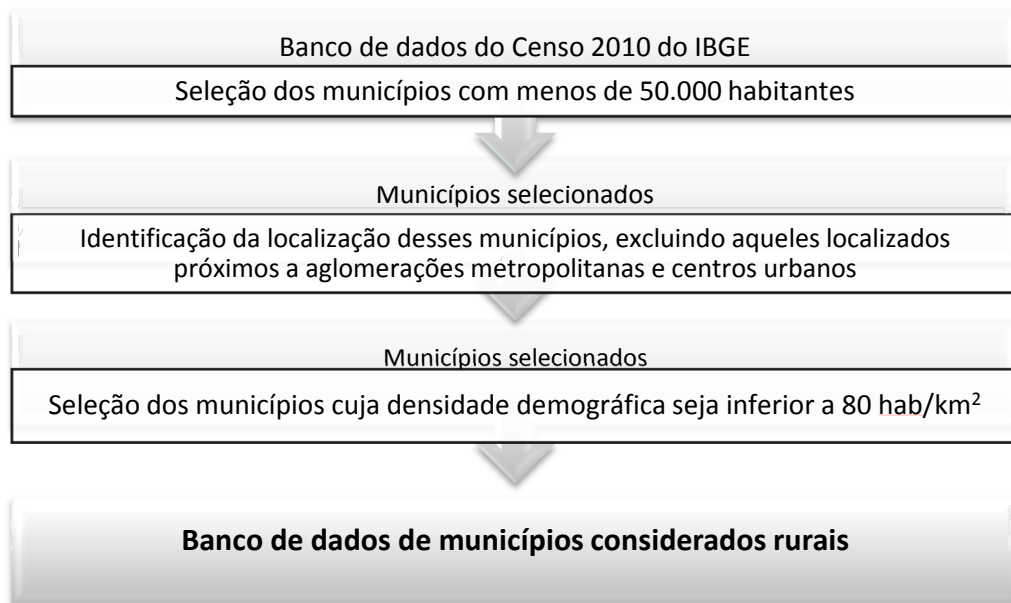 Banco de dados do Censo 2010 do IBGE
Seleção dos municípios com menos de 50.000 habitantes
Municípios selecionados
Identificação da localização desses municípios, excluindo aqueles localizados
próximos a aglomerações metropolitanas e centros urbanos
Municípios selecionados
Seleção dos municípios cuja densidade demográfica seja inferior a 80 hab/km²
Banco de dados de municípios considerados rurais